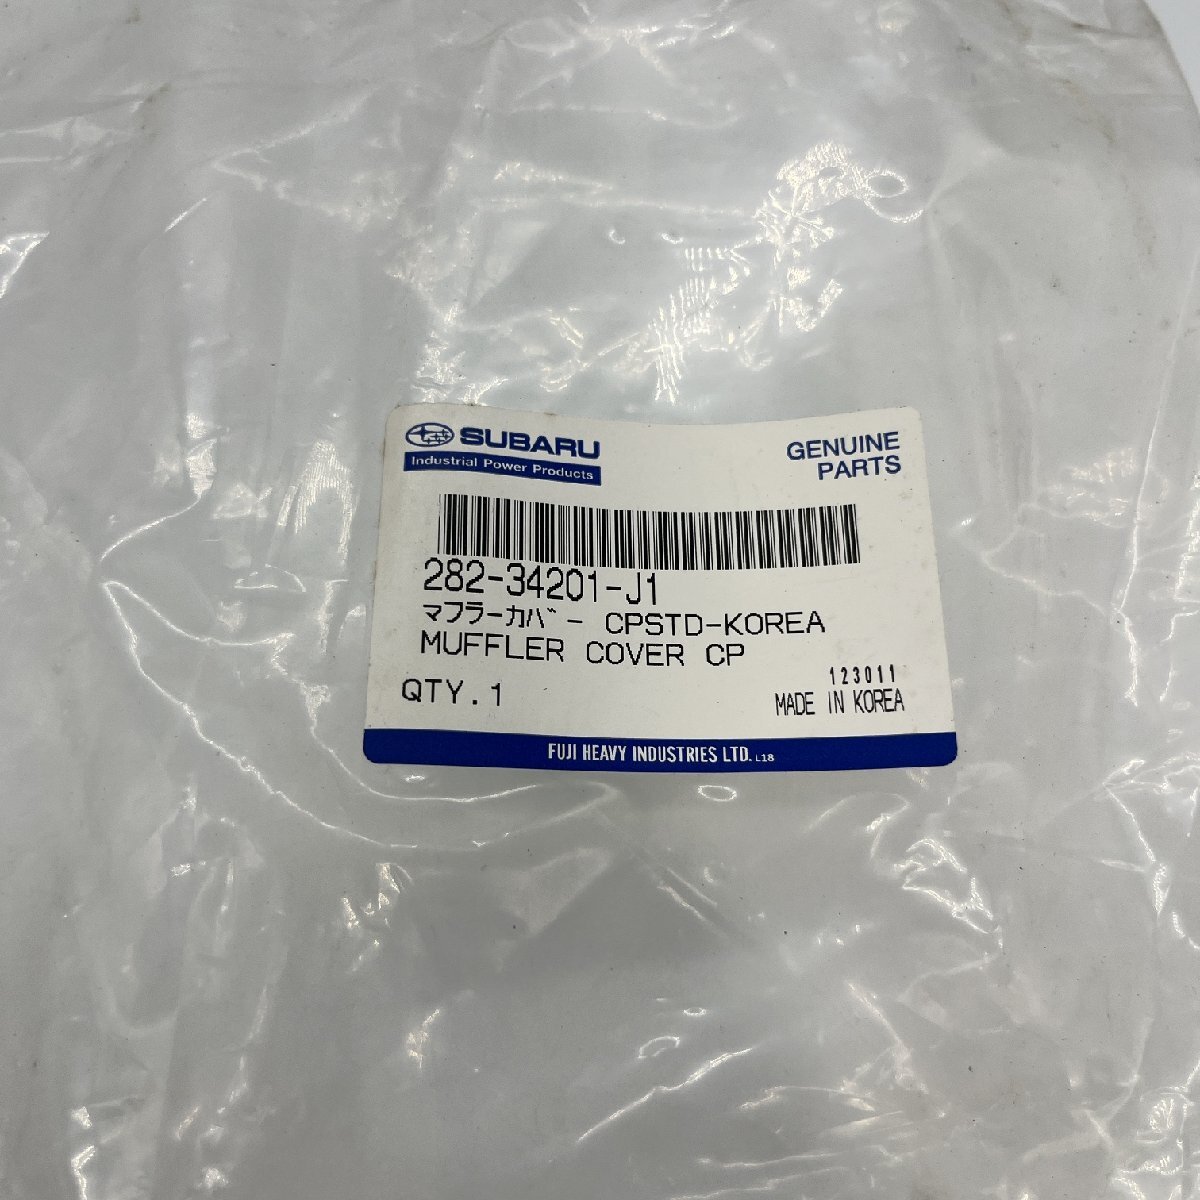 SUBARU
Industrial Power Products
GENUINE
PARTS
282-34201-J1
マフラーカバー CPSTD-KOREA
MUFFLER COVER CP
123011
QTY.1
MADE IN KOREA
FUJI HEAVY INDUSTRIES LTD. L18